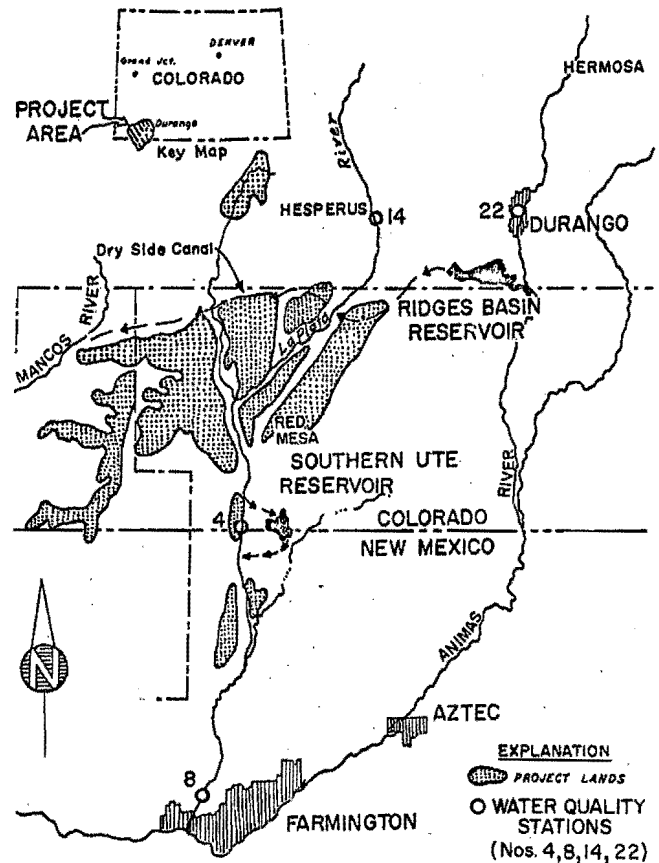 DENVER
Grand Jct.
COLORADO
PROJECT
AREA
Durango
Key Map
HERMOSA
River
HESPERUS
14
22
DURANGO
Dry Side Canal
MANCOS RIVER
La Plata
RIDGES BASIN
RESERVOIR
RED
MESA
SOUTHERN UTE
RESERVOIR
RIVER
4
COLORADO
NEW MEXICO
N
ANIMAS
AZTEC
8
FARMINGTON
EXPLANATION
PROJECT LANDS
WATER QUALITY
STATIONS
(Nos. 4,8,14,22)